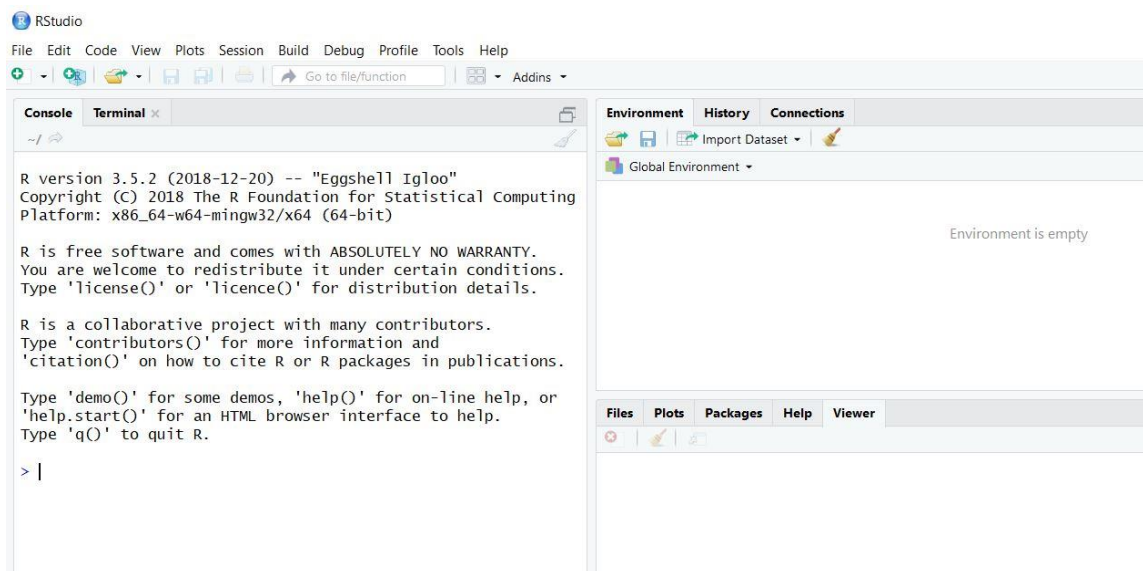 RStudio
File Edit Code View Plots Session Build Debug Profile Tools Help
Go to file/function Addins
Console Terminal
~/
R version 3.5.2 (2018-12-20) -- "Eggshell Igloo"
Copyright (C) 2018 The R Foundation for Statistical Computing
Platform: x86_64-w64-mingw32/x64 (64-bit)
R is free software and comes with ABSOLUTELY NO WARRANTY.
You are welcome to redistribute it under certain conditions.
Type 'license()' or 'licence()' for distribution details.
R is a collaborative project with many contributors.
Type 'contributors()' for more information and
'citation()' on how to cite R or R packages in publications.
Type 'demo()' for some demos, 'help()' for on-line help, or
'help.start()' for an HTML browser interface to help.
Type 'q()' to quit R.
>
Environment History Connections
Import Dataset
Global Environment
Environment is empty
Files Plots Packages Help Viewer